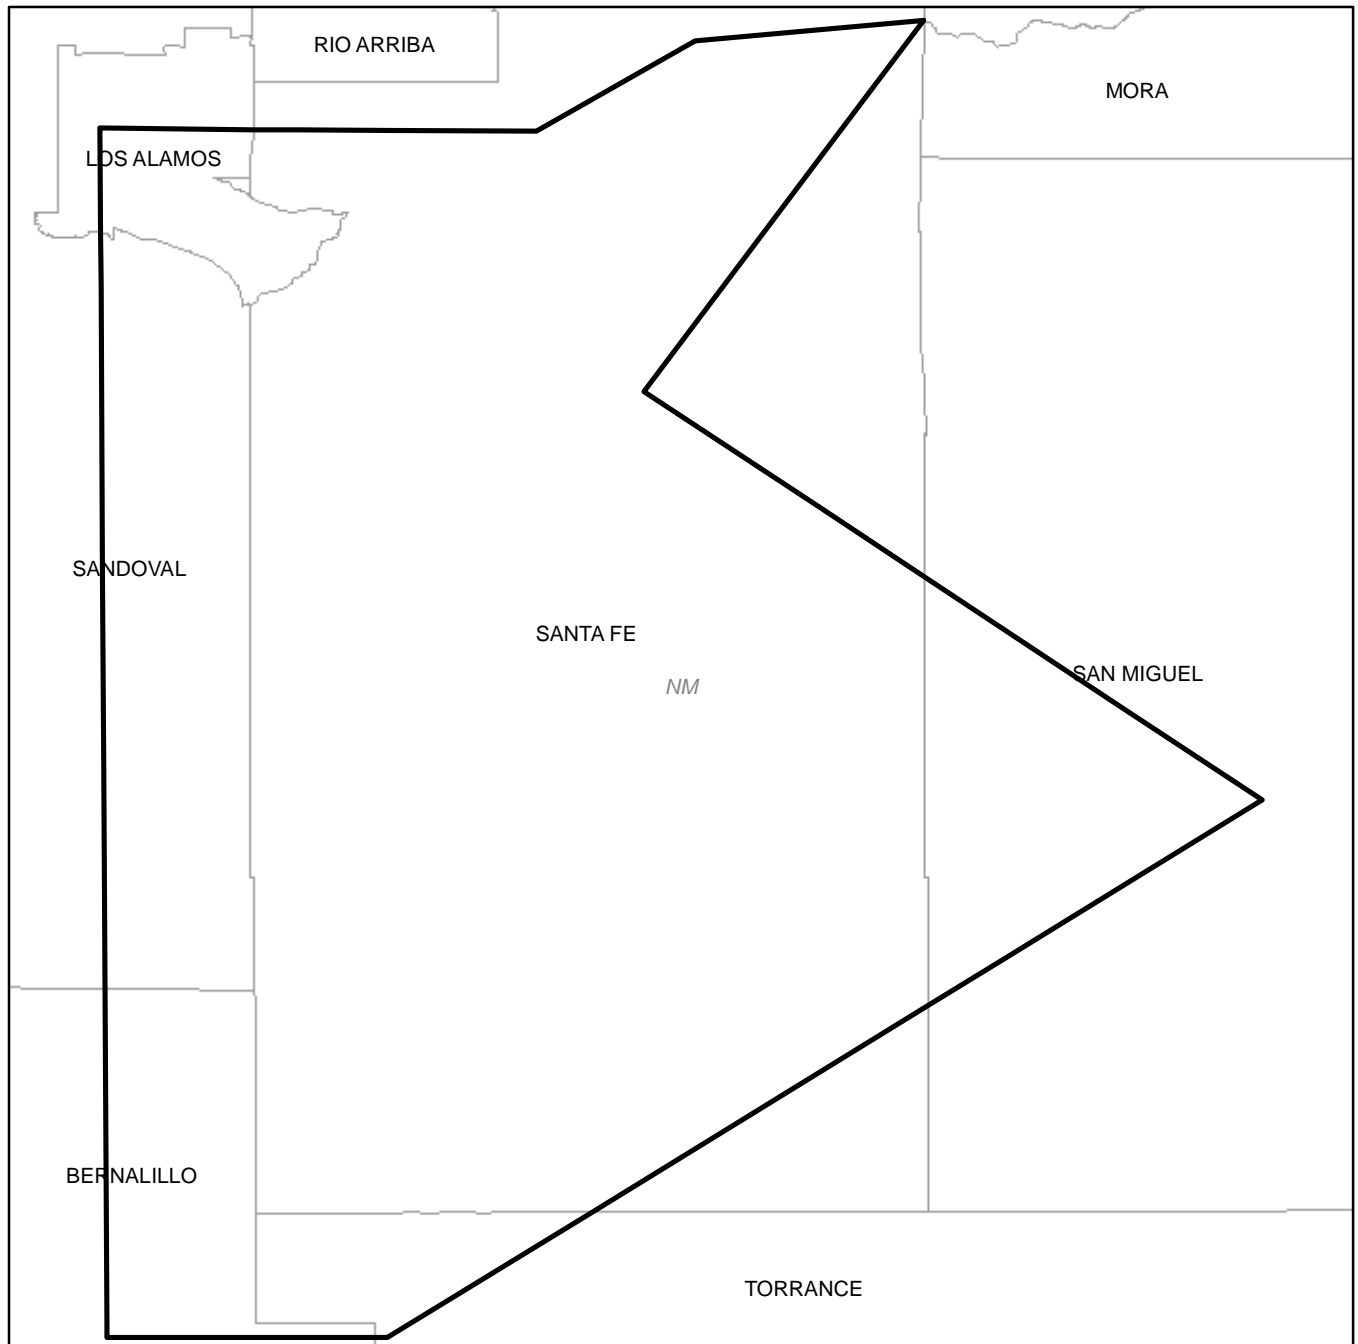 RIO ARRIBA
MORA
LOS ALAMOS
SANDOVAL
SANTA FE
SAN MIGUEL
NM
BERNALILLO
TORRANCE